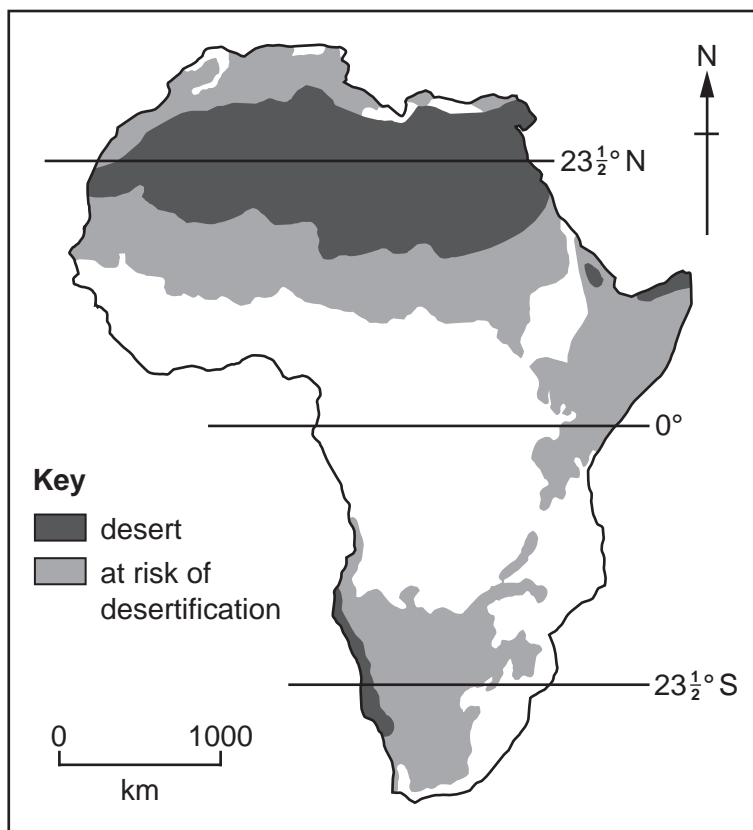 N
23½° N
0°
Key
desert
at risk of
desertification
23½° S
0 1000
km